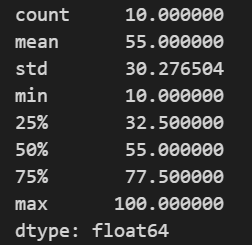 count     10.000000
mean      55.000000
std       30.276504
min       10.000000
25%       32.500000
50%       55.000000
75%       77.500000
max      100.000000
dtype: float64